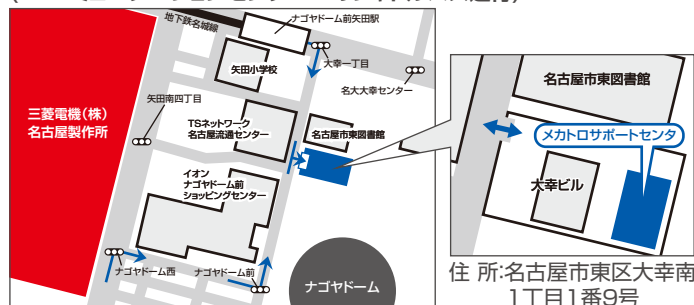 地下鉄名城線
ナゴヤドーム前矢田駅
大幸一丁目
矢田小学校
名大大幸センター
矢田南四丁目
三菱電機(株)
名古屋製作所
TSネットワーク
名古屋流通センター
名古屋市東図書館
イオン
ナゴヤドーム前
ショッピングセンター
ナゴヤドーム西
ナゴヤドーム前
ナゴヤドーム
名古屋市東図書館
メカトロサポートセンタ
大幸ビル
住 所:名古屋市東区大幸南
1丁目1番9号